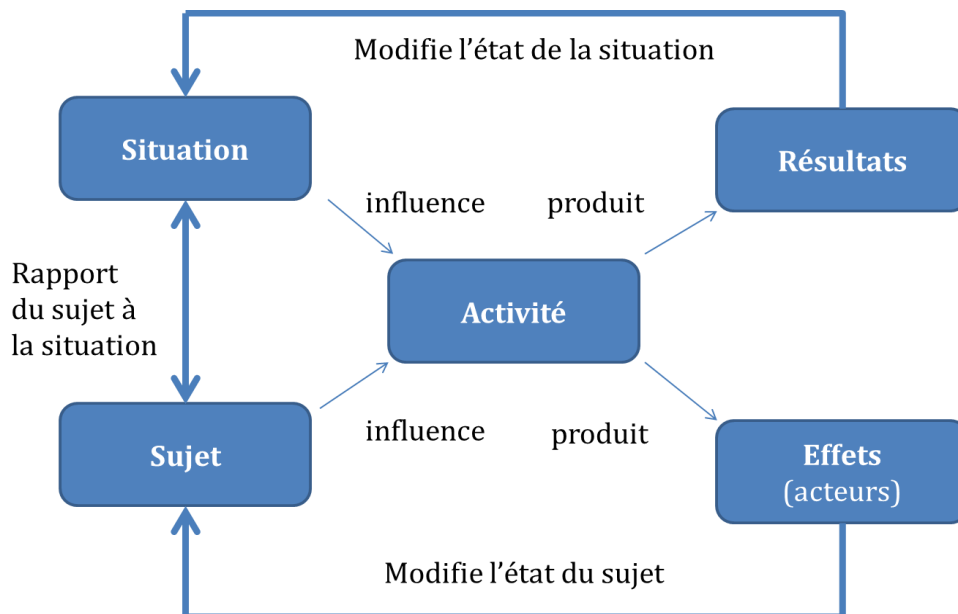 Modifie l’état de la situation
Situation
Résultats
influence
produit
Rapport
du sujet à
la situation
Activité
influence
produit
Sujet
Effets
(acteurs)
Modifie l’état du sujet